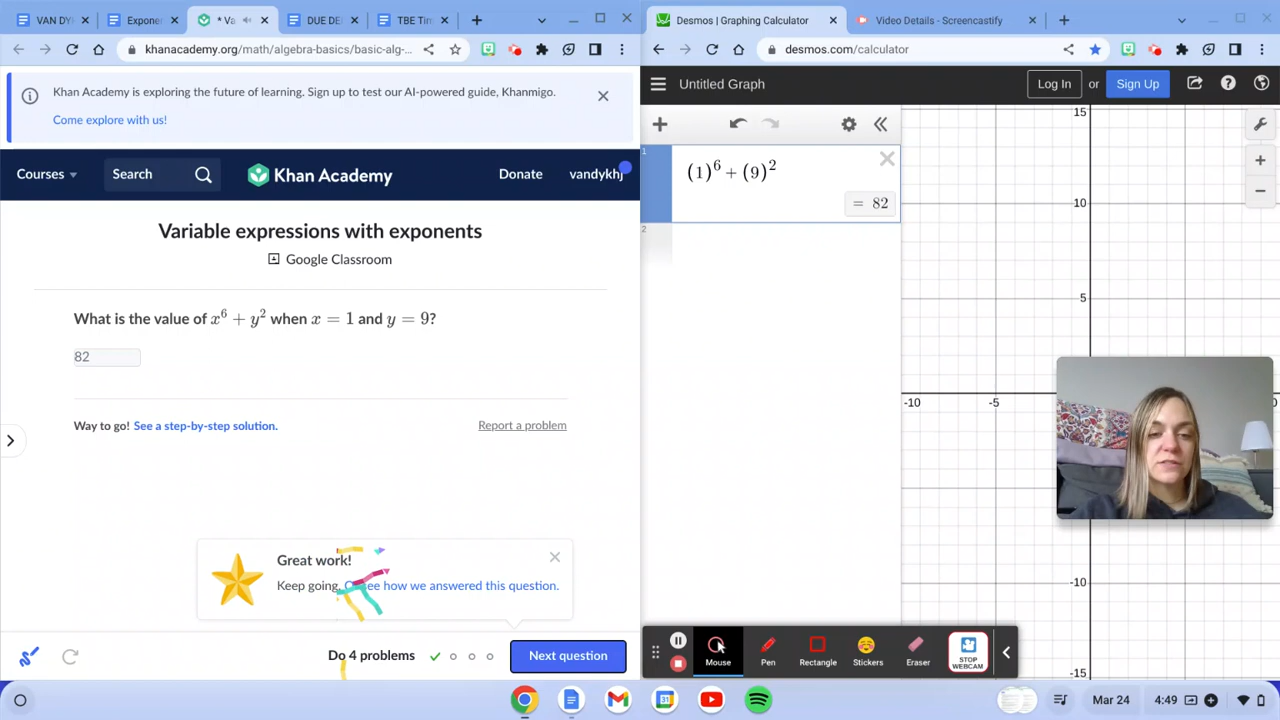 VAN DY
Exponer
* Va
DUE DE
TBE Tim
Desmos | Graphing Calculator
Video Details - Screencastify
khanacademy.org/math/algebra-basics/basic-alg-...
desmos.com/calculator
Khan Academy is exploring the future of learning. Sign up to test our AI-powered guide, Khanmigo.
Come explore with us!
Untitled Graph
Log In
or
Sign Up
Courses
Search
Khan Academy
Donate
vandykhj
1
(1)⁶ + (9)²
= 82
2
Variable expressions with exponents
Google Classroom
What is the value of x⁶ + y² when x = 1 and y = 9?
82
Way to go! See a step-by-step solution.
Report a problem
Great work!
Keep going. Or see how we answered this question.
Do 4 problems
Next question
15
10
5
-10
-5
-10
-15
Mouse
Pen
Rectangle
Stickers
Eraser
STOP
WEBCAM
Mar 24
4:49